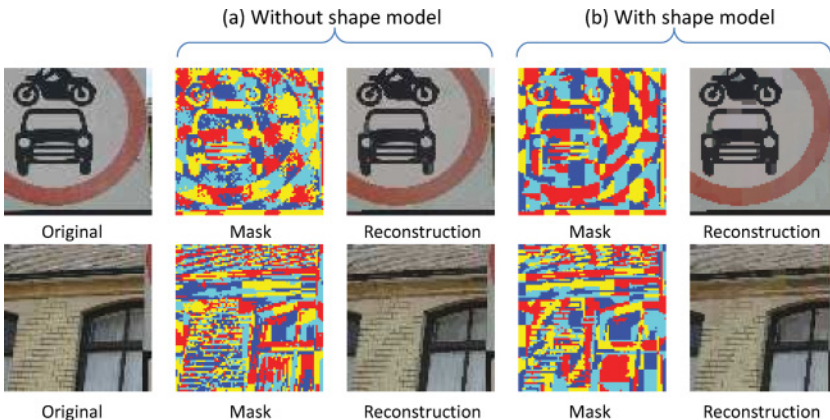 (a) Without shape model (b) With shape model
Original Mask Reconstruction Mask Reconstruction
Original Mask Reconstruction Mask Reconstruction